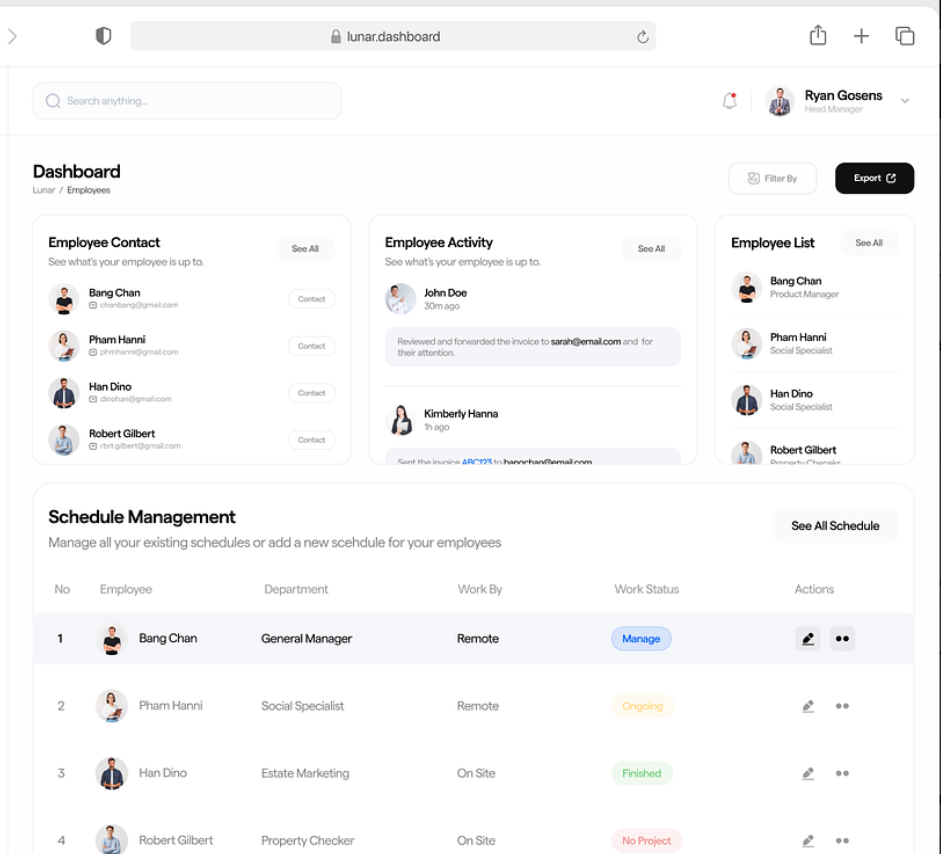 lunar.dashboard
Search anything...
Ryan Gosens
Head Manager
Dashboard
Lunar / Employees
Filter By
Export
Employee Contact
See All
See what's your employee is up to.
Bang Chan
chanbang@gmail.com
Contact
Pham Hanni
phmhanni@gmail.com
Contact
Han Dino
dinohan@gmail.com
Contact
Robert Gilbert
rbrt.gilbert@gmail.com
Contact
Employee Activity
See All
See what's your employee is up to.
John Doe
30m ago
Reviewed and forwarded the invoice to sarah@email.com and for
their attention.
Kimberly Hanna
1h ago
Sent the invoice ABC123 to bangchan@email.com
Employee List
See All
Bang Chan
Product Manager
Pham Hanni
Social Specialist
Han Dino
Social Specialist
Robert Gilbert
Property Checekr
Schedule Management
See All Schedule
Manage all your existing schedules or add a new scehdule for your employees
No Employee Department Work By Work Status Actions
1 Bang Chan General Manager Remote Manage
2 Pham Hanni Social Specialist Remote Ongoing
3 Han Dino Estate Marketing On Site Finished
4 Robert Gilbert Property Checker On Site No Project